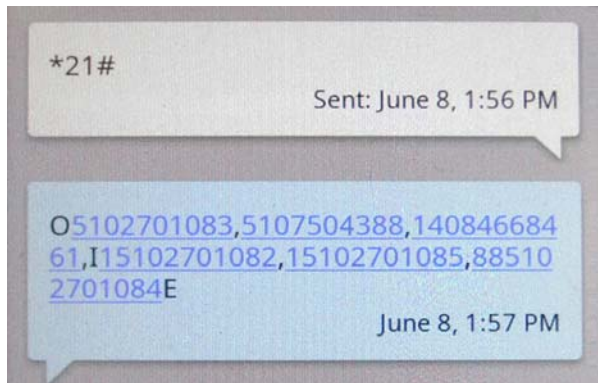 *21#
Sent: June 8, 1:56 PM
O5102701083,5107504388,140846684
61,I15102701082,15102701085,88510
2701084E
June 8, 1:57 PM